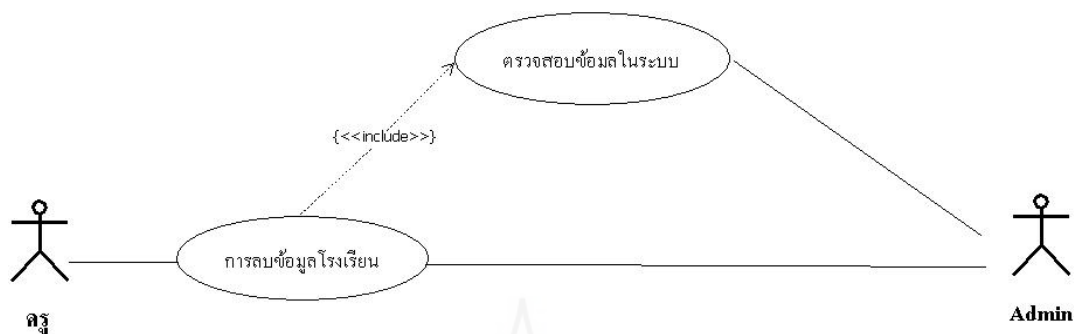 ตรวจสอบข้อมลในระบบ
{<<include>>}
การลบข้อมูลโรงเรียน
ครู
Admin